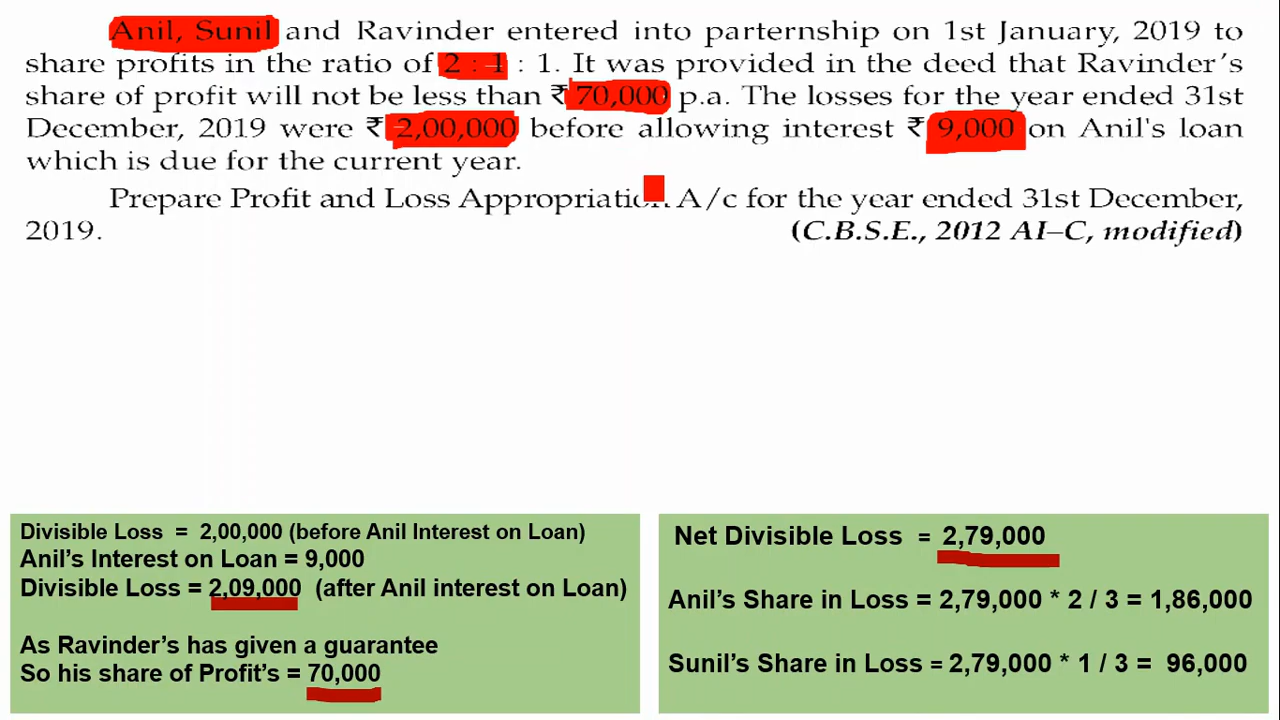 Anil, Sunil and Ravinder entered into parternship on 1st January, 2019 to
share profits in the ratio of 2 : 1 : 1. It was provided in the deed that Ravinder's
share of profit will not be less than ₹ 70,000 p.a. The losses for the year ended 31st
December, 2019 were ₹ 2,00,000 before allowing interest ₹ 9,000 on Anil's loan
which is due for the current year.
Prepare Profit and Loss Appropriation A/c for the year ended 31st December,
2019. (C.B.S.E., 2012 AI–C, modified)
Divisible Loss = 2,00,000 (before Anil Interest on Loan)
Anil's Interest on Loan = 9,000
Divisible Loss = 2,09,000 (after Anil interest on Loan)
As Ravinder's has given a guarantee
So his share of Profit's = 70,000
Net Divisible Loss = 2,79,000
Anil's Share in Loss = 2,79,000 * 2 / 3 = 1,86,000
Sunil's Share in Loss = 2,79,000 * 1 / 3 = 96,000